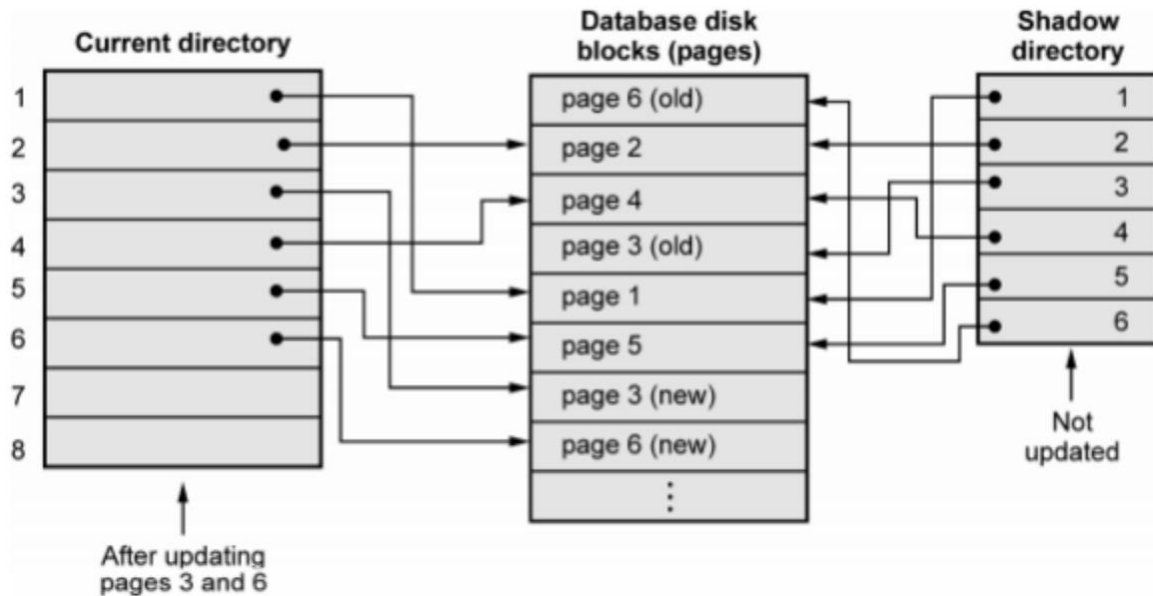 Current directory
1
2
3
4
5
6
7
8
After updating
pages 3 and 6
Database disk
blocks (pages)
page 6 (old)
page 2
page 4
page 3 (old)
page 1
page 5
page 3 (new)
page 6 (new)
Shadow
directory
1
2
3
4
5
6
Not
updated